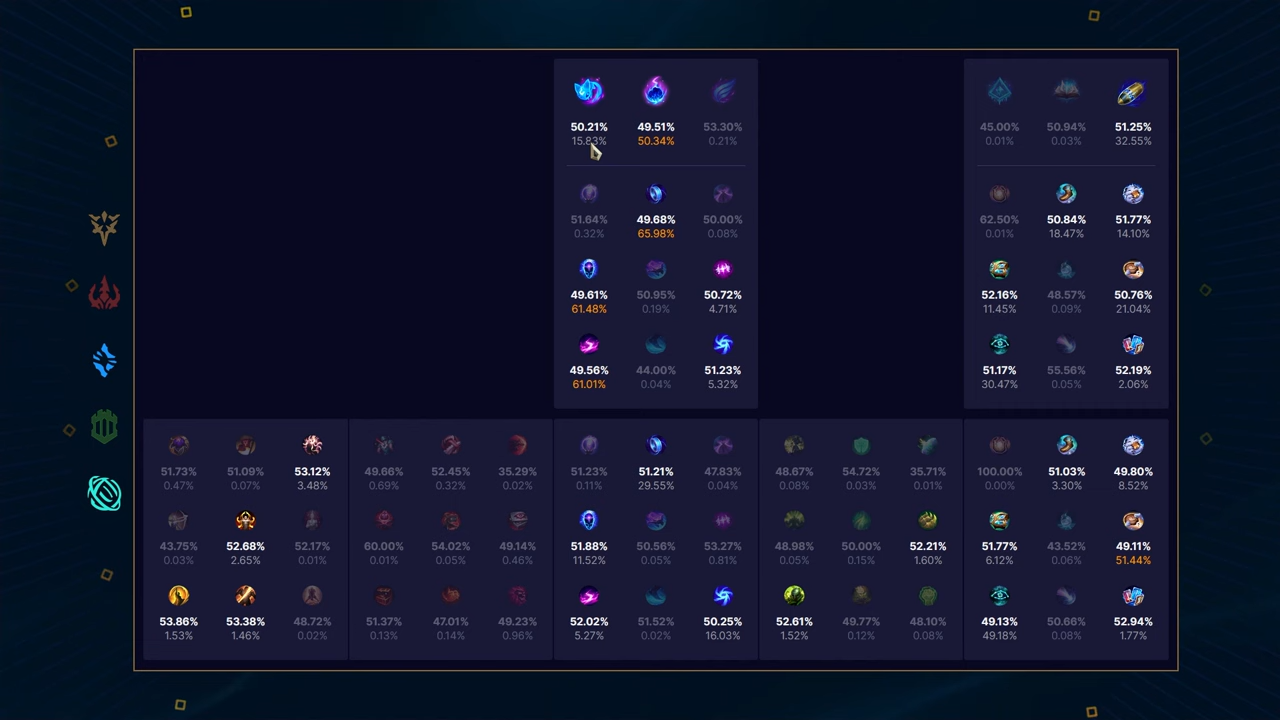 50.21% 49.51% 53.30%
15.83% 50.34% 0.21%
51.64% 49.68% 50.00%
0.32% 65.98% 0.08%
49.61% 50.95% 50.72%
61.48% 0.19% 4.71%
49.56% 44.00% 51.23%
61.01% 0.04% 5.32%
45.00% 50.94% 51.25%
0.01% 0.03% 32.55%
62.50% 50.84% 51.77%
0.01% 18.47% 14.10%
52.16% 48.57% 50.76%
11.45% 0.09% 21.04%
51.17% 55.56% 52.19%
30.47% 0.05% 2.06%
51.73% 51.09% 53.12%
0.47% 0.07% 3.48%
43.75% 52.68% 52.17%
0.03% 2.65% 0.01%
53.86% 53.38% 48.72%
1.53% 1.46% 0.02%
49.66% 52.45% 35.29%
0.69% 0.32% 0.02%
60.00% 54.02% 49.14%
0.01% 0.05% 0.46%
51.37% 47.01% 49.23%
0.13% 0.14% 0.96%
51.23% 51.21% 47.83%
0.11% 29.55% 0.04%
51.88% 50.56% 53.27%
11.52% 0.05% 0.81%
52.02% 51.52% 50.25%
5.27% 0.02% 16.03%
48.67% 54.72% 35.71%
0.08% 0.03% 0.01%
48.98% 50.00% 52.21%
0.05% 0.15% 1.60%
52.61% 49.77% 48.10%
1.52% 0.12% 0.08%
100.00% 51.03% 49.80%
0.00% 3.30% 8.52%
51.77% 43.52% 49.11%
6.12% 0.06% 51.44%
49.13% 50.66% 52.94%
49.18% 0.08% 1.77%